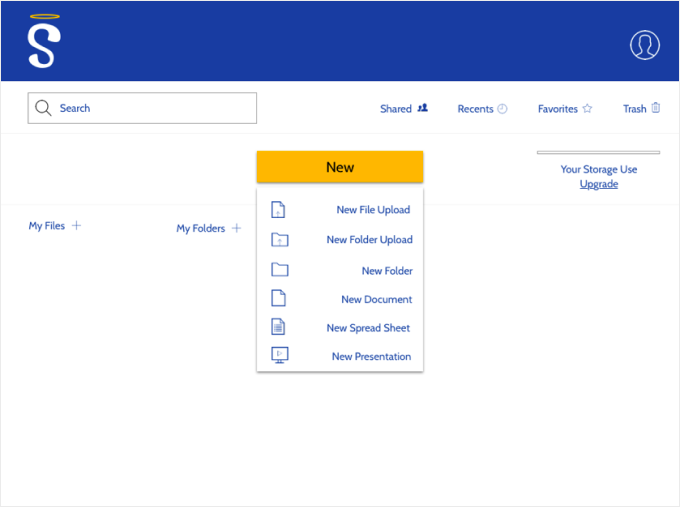 S
Search
Shared
Recents
Favorites
Trash
New
Your Storage Use
Upgrade
My Files
My Folders
New File Upload
New Folder Upload
New Folder
New Document
New Spread Sheet
New Presentation